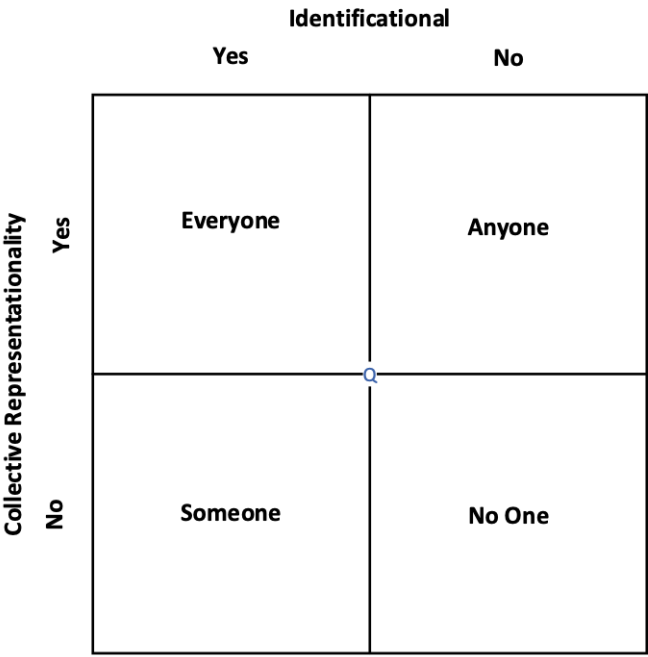 Identificational
Yes No
Collective Representationality
Yes
Everyone Anyone
Q
No
Someone No One